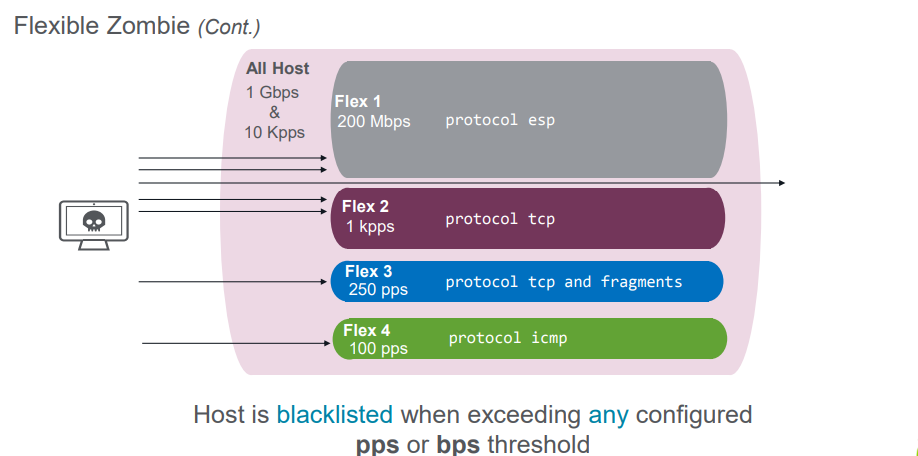 Flexible Zombie (Cont.)
All Host
1 Gbps
&
10 Kpps
Flex 1
200 Mbps
protocol esp
Flex 2
1 kpps
protocol tcp
Flex 3
250 pps
protocol tcp and fragments
Flex 4
100 pps
protocol icmp
Host is blacklisted when exceeding any configured
pps or bps threshold